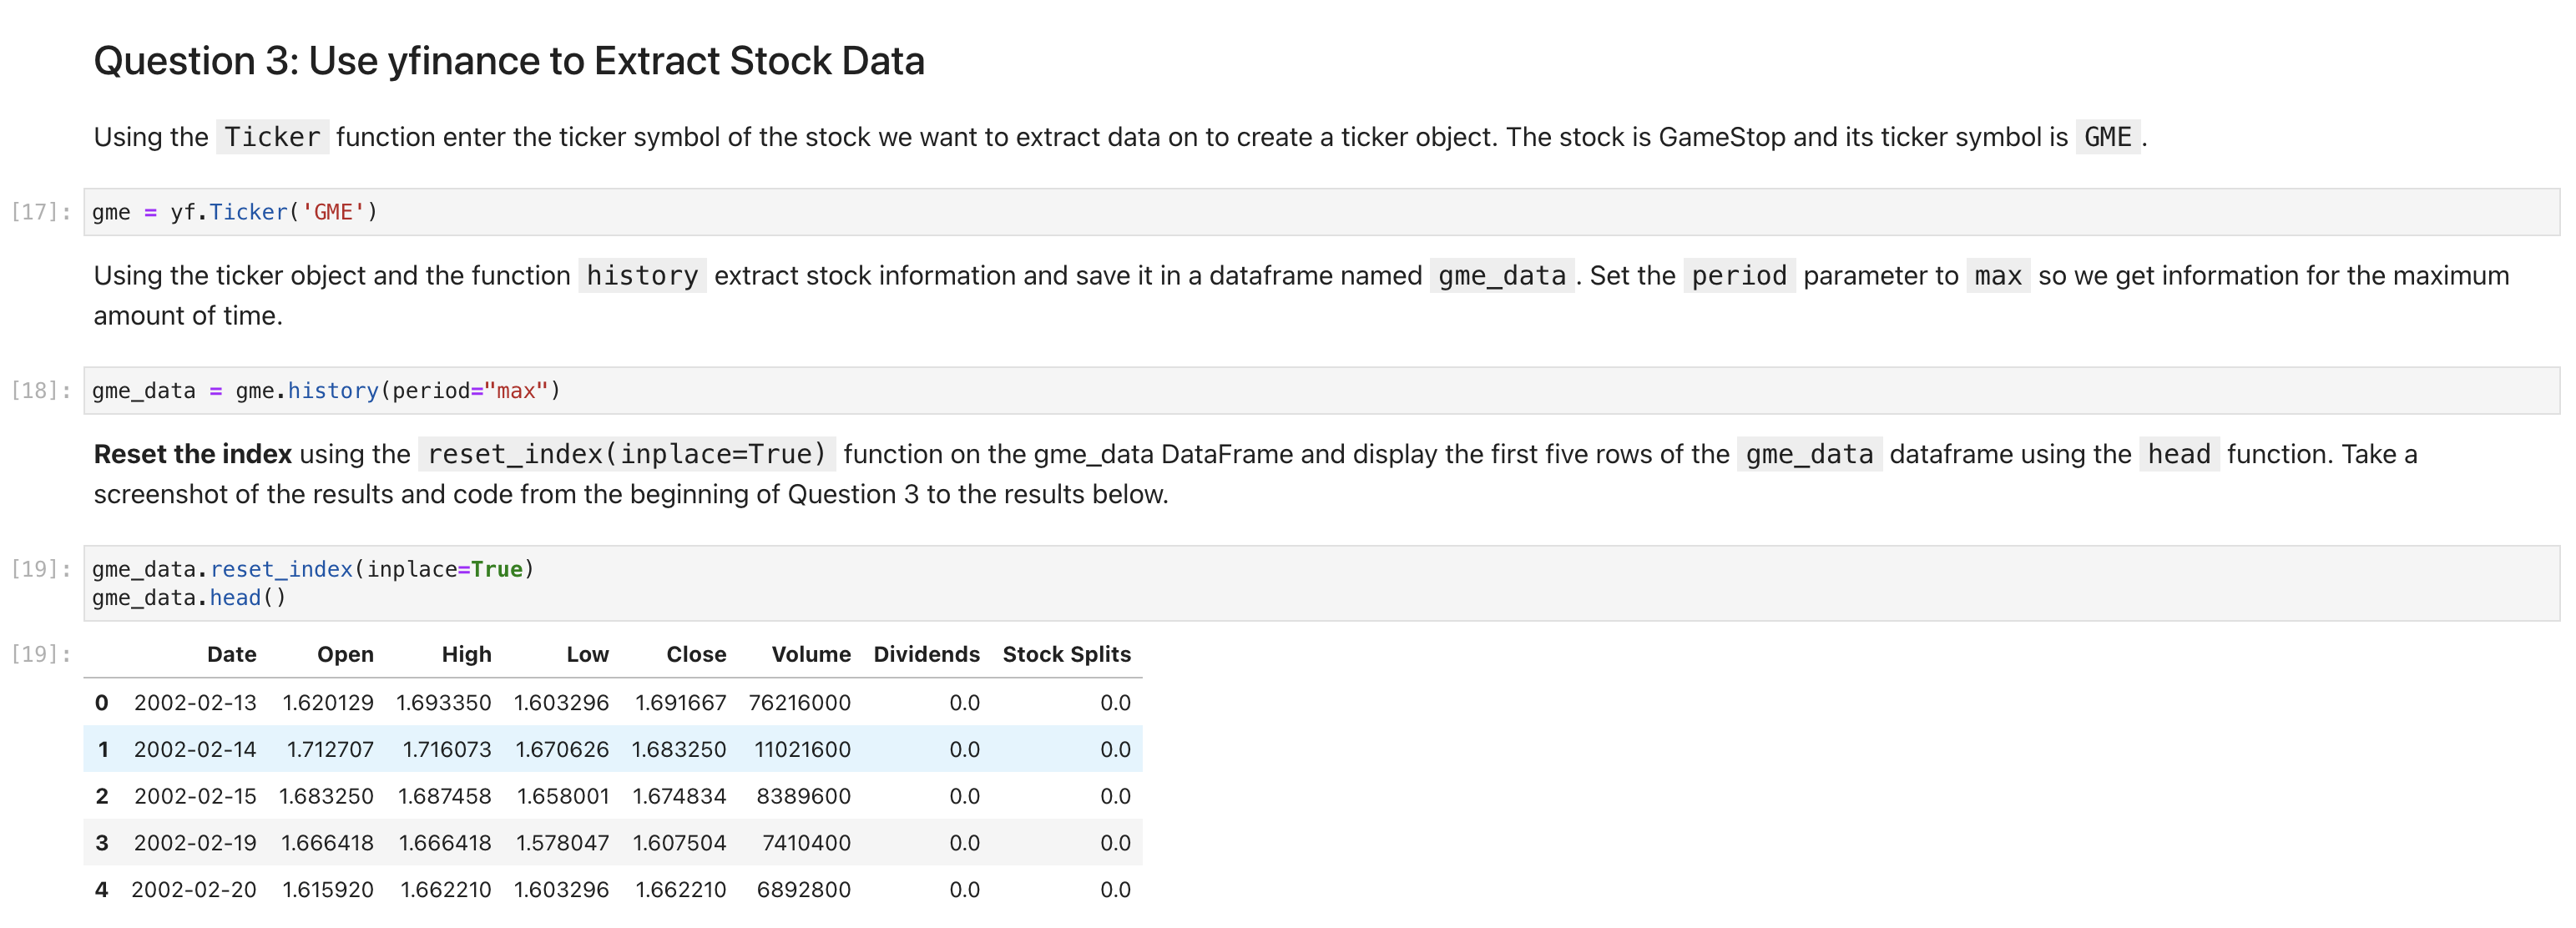 Question 3: Use yfinance to Extract Stock Data
Using the Ticker function enter the ticker symbol of the stock we want to extract data on to create a ticker object. The stock is GameStop and its ticker symbol is GME .
[17]: gme = yf.Ticker('GME')
Using the ticker object and the function history extract stock information and save it in a dataframe named gme_data . Set the period parameter to max so we get information for the maximum
amount of time.
[18]: gme_data = gme.history(period="max")
Reset the index using the reset_index(inplace=True) function on the gme_data DataFrame and display the first five rows of the gme_data dataframe using the head function. Take a
screenshot of the results and code from the beginning of Question 3 to the results below.
[19]: gme_data.reset_index(inplace=True)
gme_data.head()
[19]: Date Open High Low Close Volume Dividends Stock Splits
0 2002-02-13 1.620129 1.693350 1.603296 1.691667 76216000 0.0 0.0
1 2002-02-14 1.712707 1.716073 1.670626 1.683250 11021600 0.0 0.0
2 2002-02-15 1.683250 1.687458 1.658001 1.674834 8389600 0.0 0.0
3 2002-02-19 1.666418 1.666418 1.578047 1.607504 7410400 0.0 0.0
4 2002-02-20 1.615920 1.662210 1.603296 1.662210 6892800 0.0 0.0